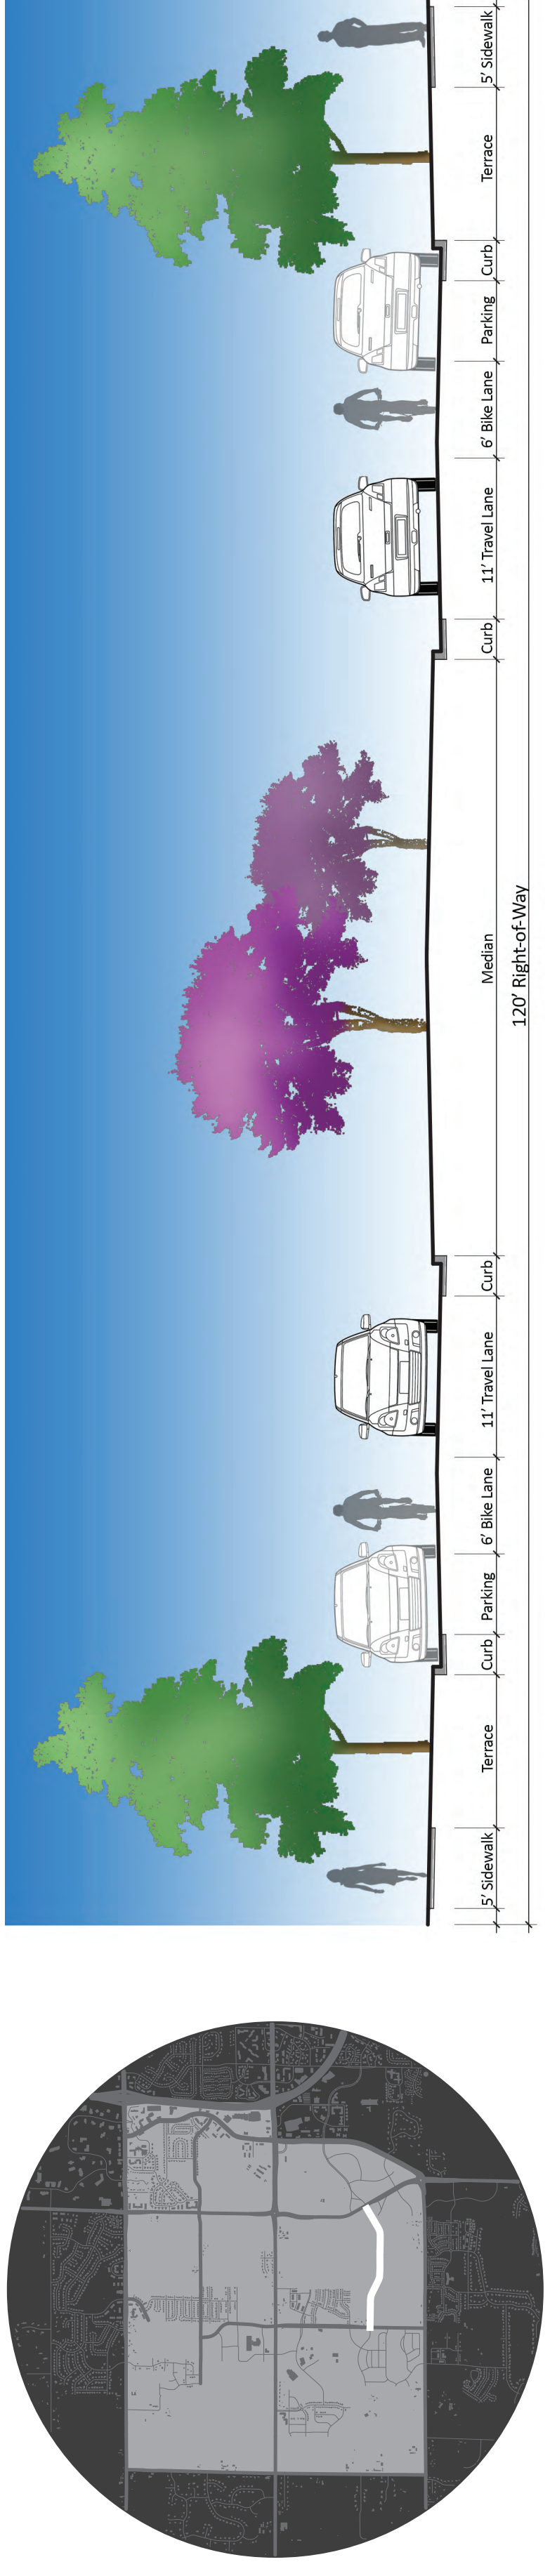 5′ Sidewalk
Terrace
Curb
Parking
6′ Bike Lane
11′ Travel Lane
Curb
Median
Curb
11′ Travel Lane
6′ Bike Lane
Parking
Curb
Terrace
5′ Sidewalk
120′ Right-of-Way